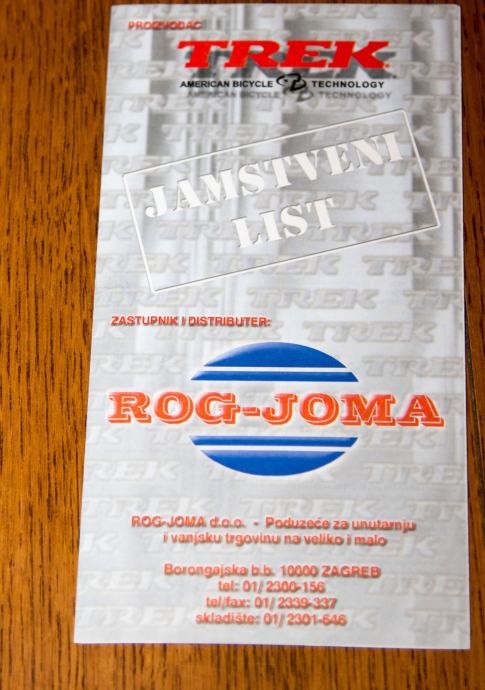 PROIZVOĐAČ
TREK
AMERICAN BICYCLE TECHNOLOGY
JAMSTVENI
LIST
ZASTUPNIK I DISTRIBUTER:
ROG-JOMA
ROG-JOMA d.o.o. - Poduzeće za unutarnju
i vanjsku trgovinu na veliko i malo
Borongajska b.b. 10000 ZAGREB
tel: 01/ 2300-156
tel/fax: 01/ 2339-337
skladište: 01/ 2301-646